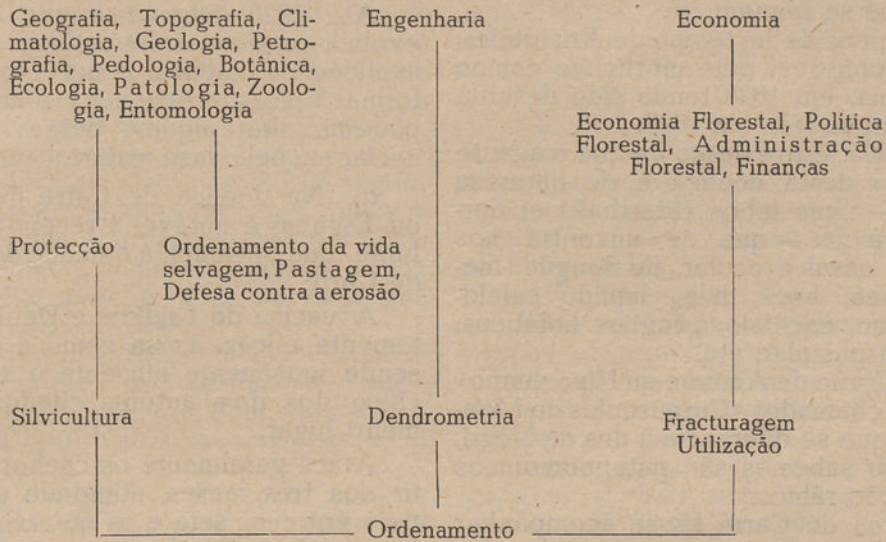 Geografia, Topografia, Cli-
matologia, Geologia, Petro-
grafia, Pedologia, Botânica,
Ecologia, Patologia, Zoolo-
gia, Entomologia
Engenharia
Economia
Economia Florestal, Política
Florestal, Administração
Florestal, Finanças
Protecção
Ordenamento da vida
selvagem, Pastagem,
Defesa contra a erosão
Silvicultura
Dendrometria
Fracturagem
Utilização
Ordenamento